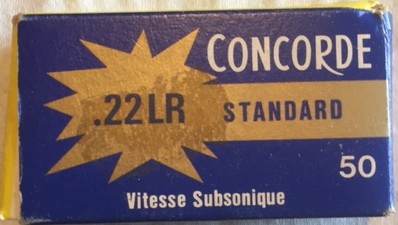 CONCORDE
.22LR STANDARD
50
Vitesse Subsonique